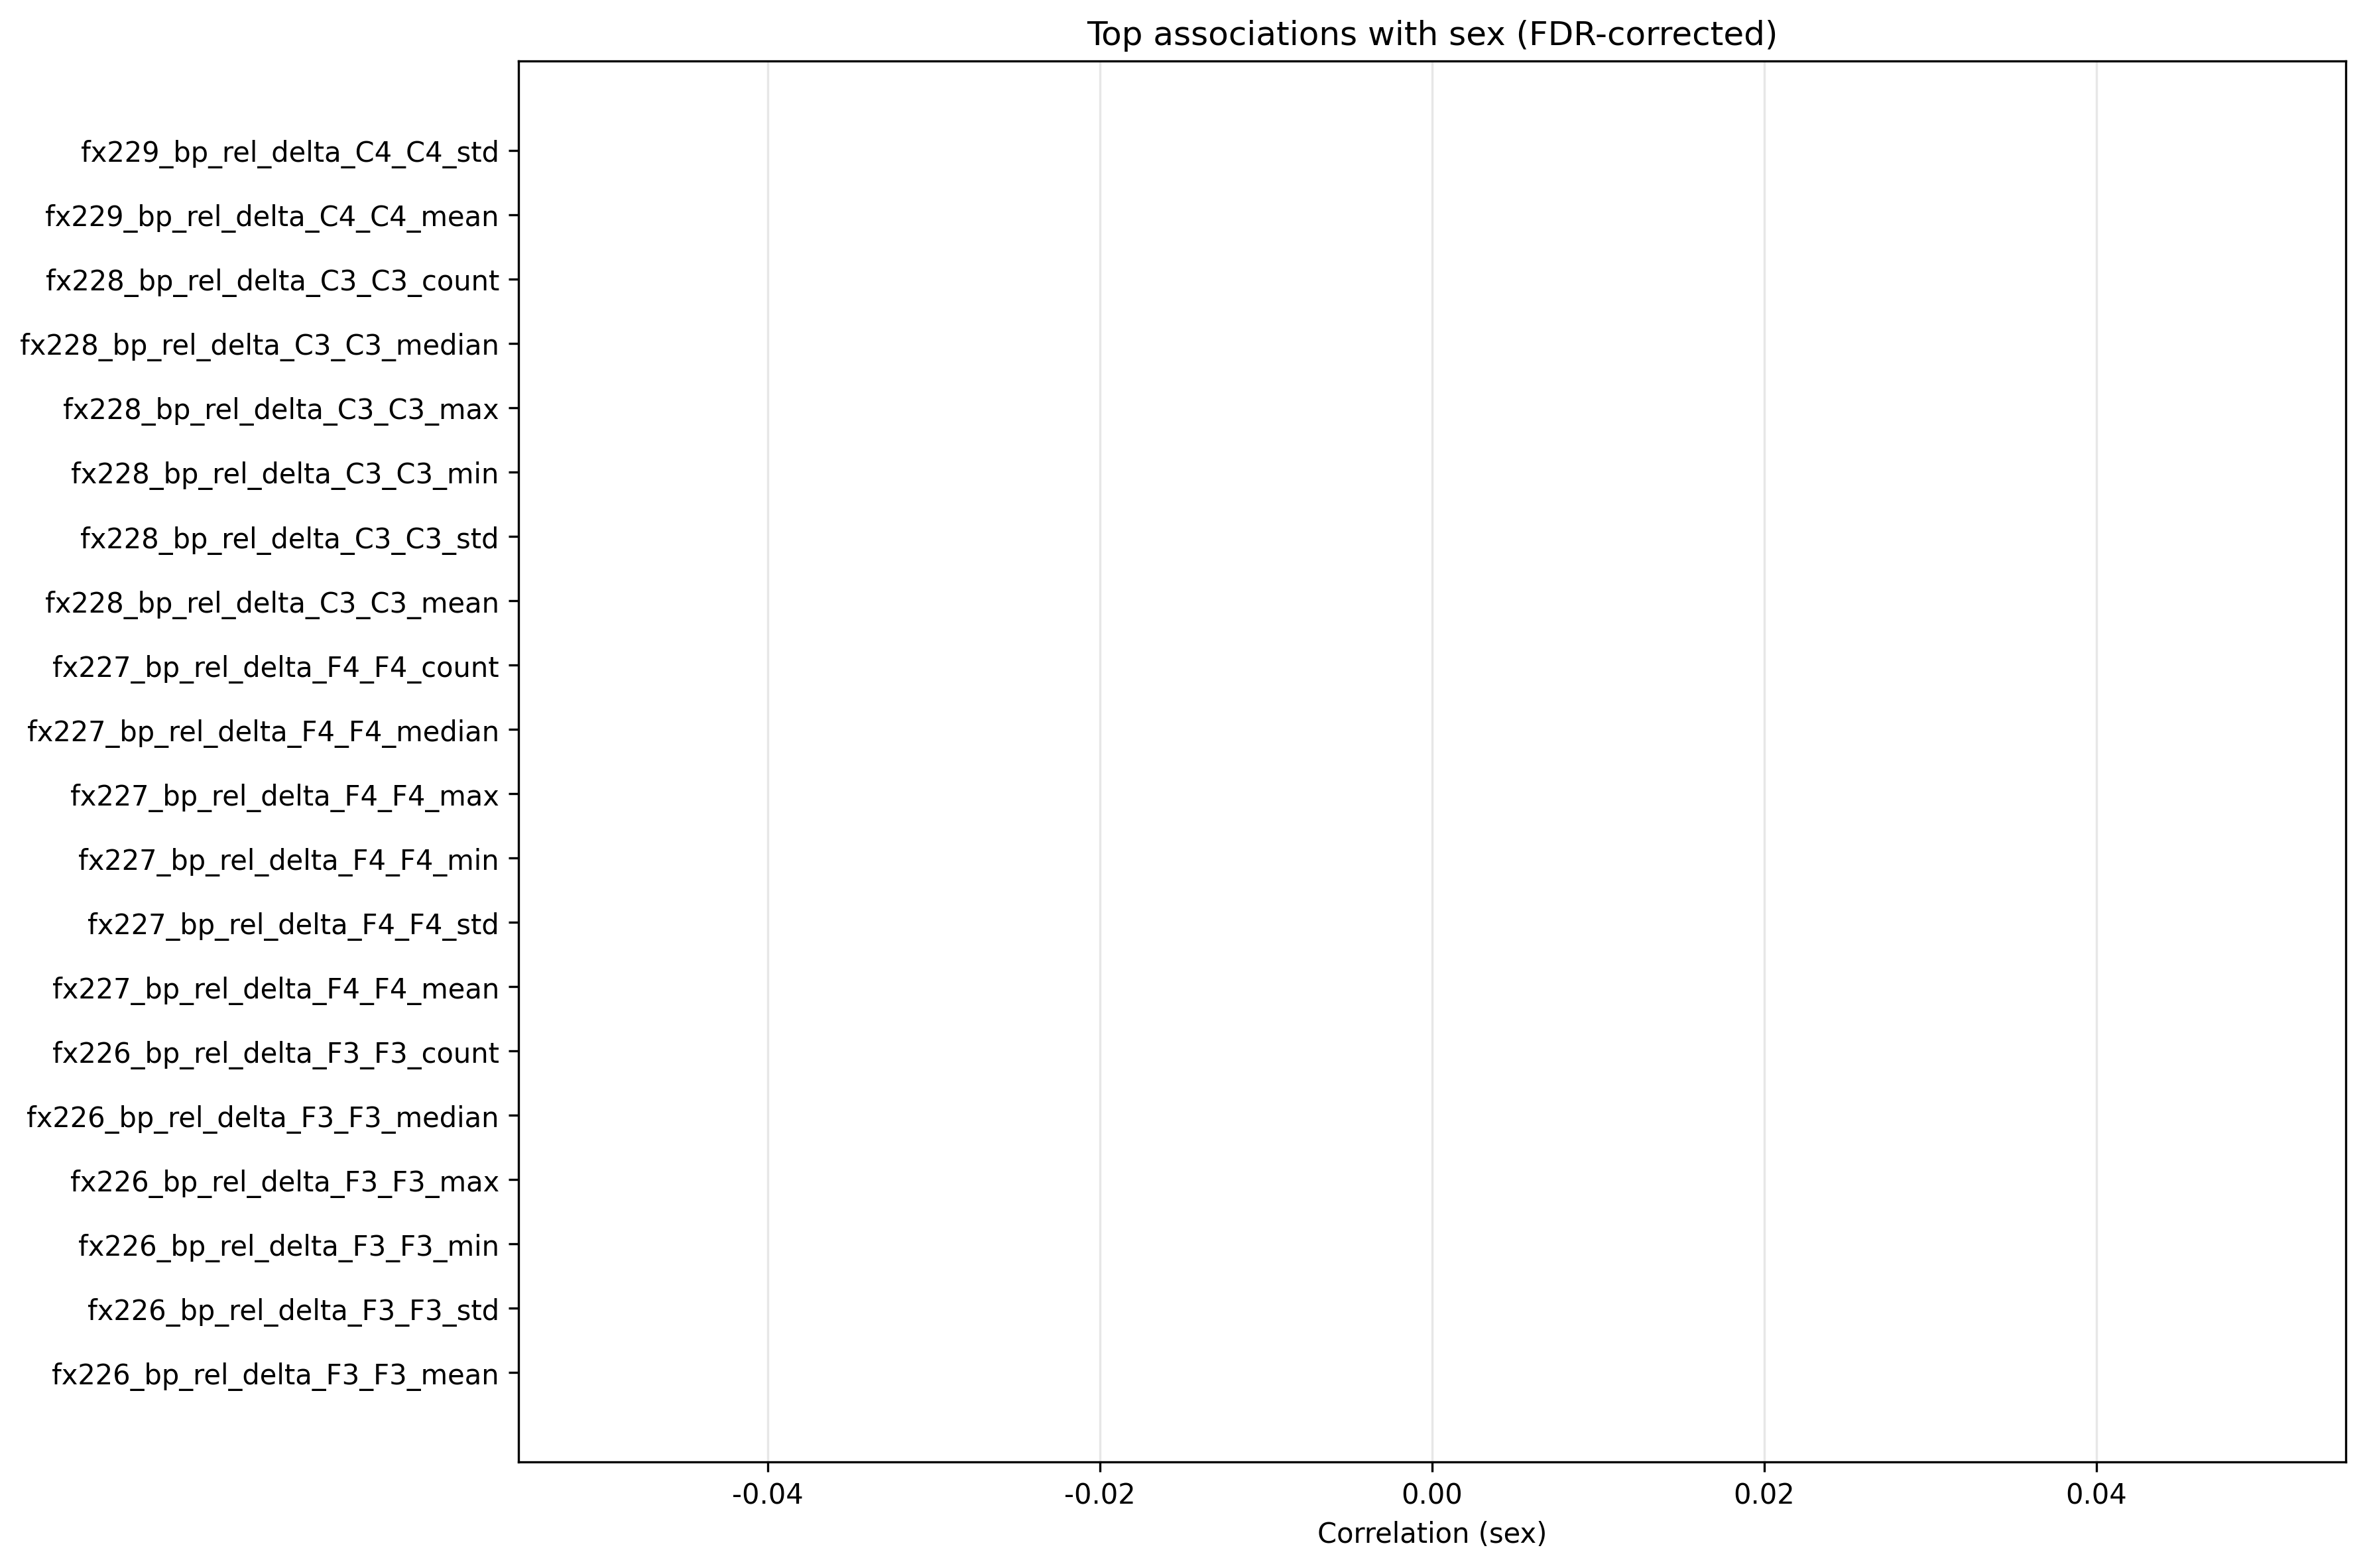 Top associations with sex (FDR-corrected)
fx229_bp_rel_delta_C4_C4_std
fx229_bp_rel_delta_C4_C4_mean
fx228_bp_rel_delta_C3_C3_count
fx228_bp_rel_delta_C3_C3_median
fx228_bp_rel_delta_C3_C3_max
fx228_bp_rel_delta_C3_C3_min
fx228_bp_rel_delta_C3_C3_std
fx228_bp_rel_delta_C3_C3_mean
fx227_bp_rel_delta_F4_F4_count
fx227_bp_rel_delta_F4_F4_median
fx227_bp_rel_delta_F4_F4_max
fx227_bp_rel_delta_F4_F4_min
fx227_bp_rel_delta_F4_F4_std
fx227_bp_rel_delta_F4_F4_mean
fx226_bp_rel_delta_F3_F3_count
fx226_bp_rel_delta_F3_F3_median
fx226_bp_rel_delta_F3_F3_max
fx226_bp_rel_delta_F3_F3_min
fx226_bp_rel_delta_F3_F3_std
fx226_bp_rel_delta_F3_F3_mean
-0.04 -0.02 0.00 0.02 0.04
Correlation (sex)